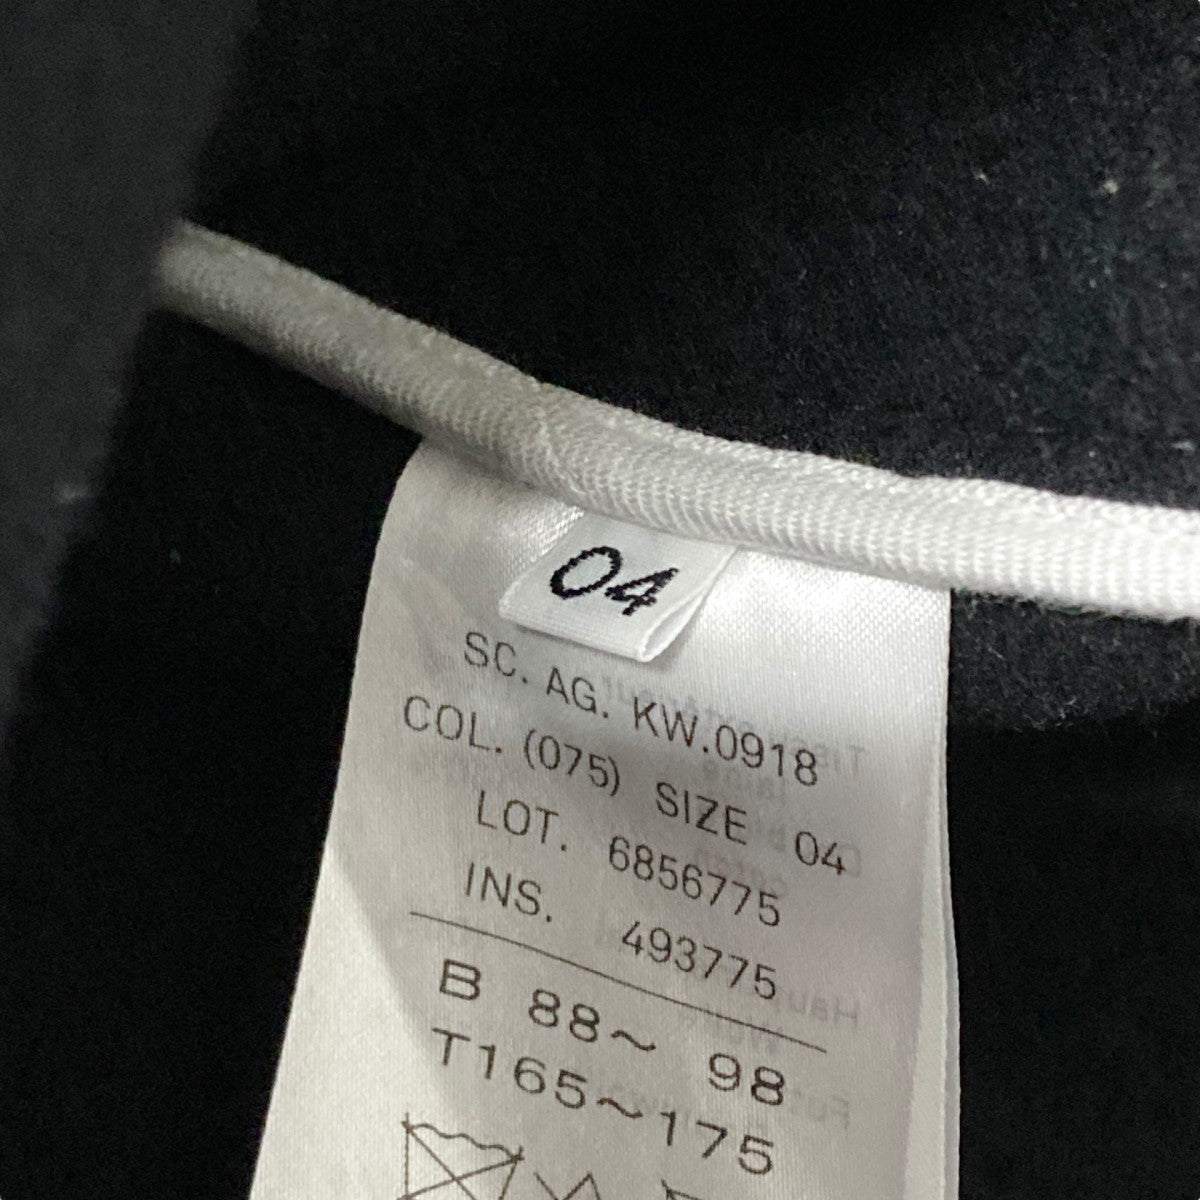 04
SC. AG. KW.0918
COL. (075) SIZE 04
LOT. 6856775
INS. 493775
B 88～ 98
T165～175